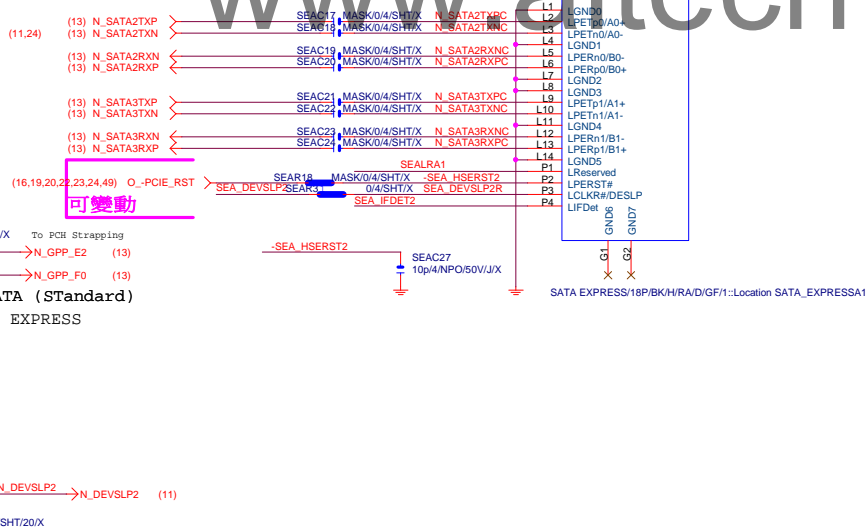 www.aitech
L1 LGND0
SEAC17 MASK/0/4/SHT/X N_SATA2TXPC L2 LPETp0/A0+
(13) N_SATA2TXP
SEAC18 MASK/0/4/SHT/X N_SATA2TXNC L3 LPETn0/A0-
(11,24) (13) N_SATA2TXN
L4 LGND1
SEAC19 MASK/0/4/SHT/X N_SATA2RXNC L5 LPERn0/B0-
(13) N_SATA2RXN
SEAC20 MASK/0/4/SHT/X N_SATA2RXPC L6 LPERp0/B0+
(13) N_SATA2RXP
L7 LGND2
L8 LGND3
SEAC21 MASK/0/4/SHT/X N_SATA3TXPC L9 LPETp1/A1+
(13) N_SATA3TXP
SEAC22 MASK/0/4/SHT/X N_SATA3TXNC L10 LPETn1/A1-
(13) N_SATA3TXN
L11 LGND4
SEAC23 MASK/0/4/SHT/X N_SATA3RXNC L12 LPERn1/B1-
(13) N_SATA3RXN
SEAC24 MASK/0/4/SHT/X N_SATA3RXPC L13 LPERp1/B1+
(13) N_SATA3RXP
L14 LGND5
SEALRA1 P1 LReserved
(16,19,20,22,23,24,49) O_-PCIE_RST SEAR18 MASK/0/4/SHT/X -SEA_HSERST2 P2 LPERST#
SEA_DEVSLP2 SEAR31 0/4/SHT/X SEA_DEVSLP2R P3 LCLKR#/DESLP
SEA_IFDET2 P4 LIFDet
可變動
GND6 GND7
G1 G2
/X To PCH Strapping
N_GPP_E2 (13)
-SEA_HSERST2
SEAC27
10p/4/NPO/50V/J/X
N_GPP_F0 (13)
ATA (STandard)
SATA EXPRESS/18P/BK/H/RA/D/GF/1::Location SATA_EXPRESSA1
EXPRESS
N_DEVSLP2 N_DEVSLP2 (11)
SHT/20/X